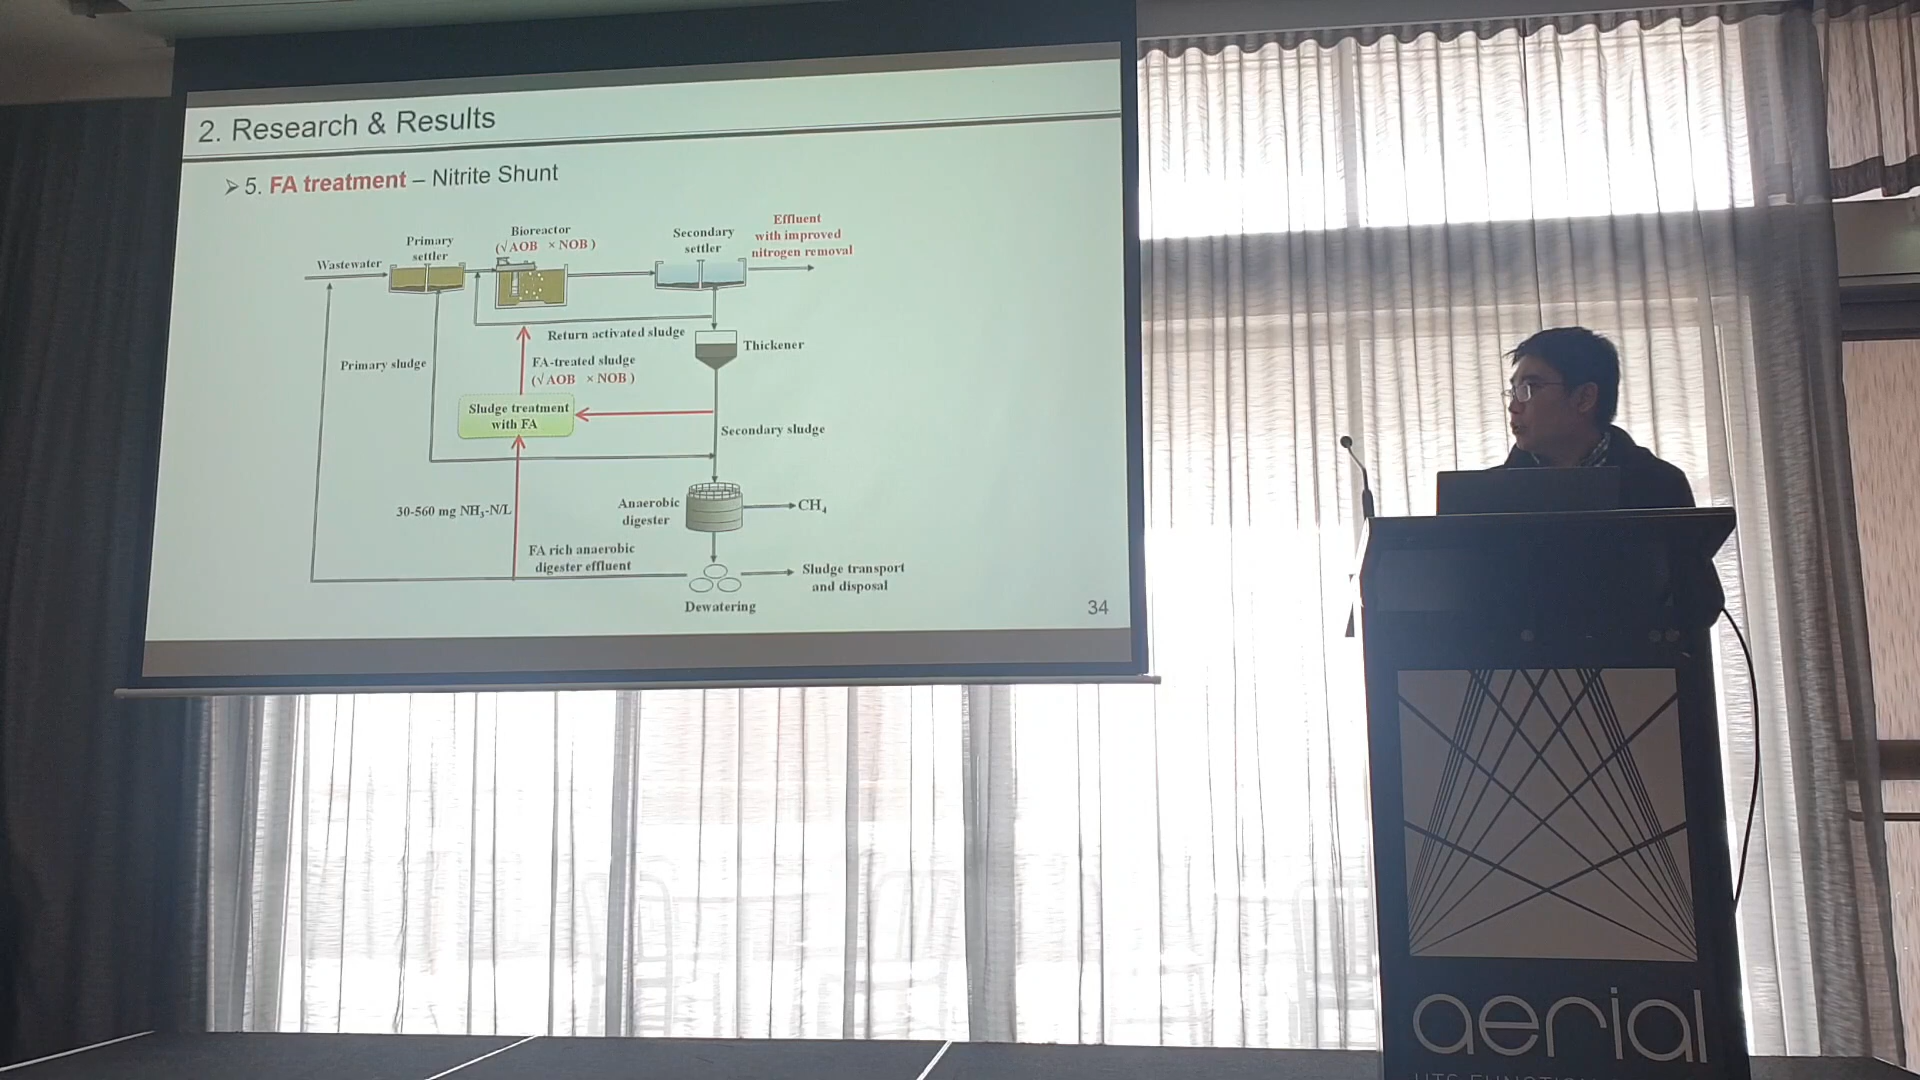 2. Research & Results
➢ 5. FA treatment – Nitrite Shunt
Wastewater
Primary
settler
Bioreactor
(√AOB ×NOB)
Secondary
settler
Effluent
with improved
nitrogen removal
Return activated sludge
Thickener
Primary sludge
FA-treated sludge
(√AOB ×NOB)
Sludge treatment
with FA
Secondary sludge
30-560 mg NH₃-N/L
Anaerobic
digester
CH₄
FA rich anaerobic
digester effluent
Sludge transport
and disposal
Dewatering
34
aerial